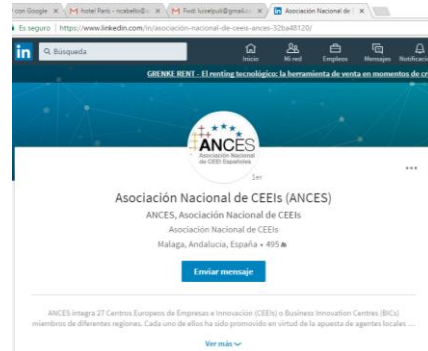 con Google
hotel Paris - ncabello@
Fwd: luiselpuli@gmail.c
Asociación Nacional de
Es seguro | https://www.linkedin.com/in/asociación-nacional-de-ceeis-ances-32ba48120/
in
Búsqueda
Inicio
Mi red
Empleos
Mensajes
Notificacio
GRENKE RENT - El renting tecnológico: la herramienta de venta en momentos de cr
ANCES
Asociación Nacional
de CEEI Españoles
1er
Asociación Nacional de CEEIs (ANCES)
ANCES, Asociación Nacional de CEEIs
Asociación Nacional de CEEIs
Malaga, Andalucía, España • 495
Enviar mensaje
ANCES integra 27 Centros Europeos de Empresas e Innovación (CEEIs) o Business Innovation Centres (BICs)
miembros de diferentes regiones. Cada uno de ellos ha sido promovido en virtud de la apuesta de agentes locales ...
Ver más